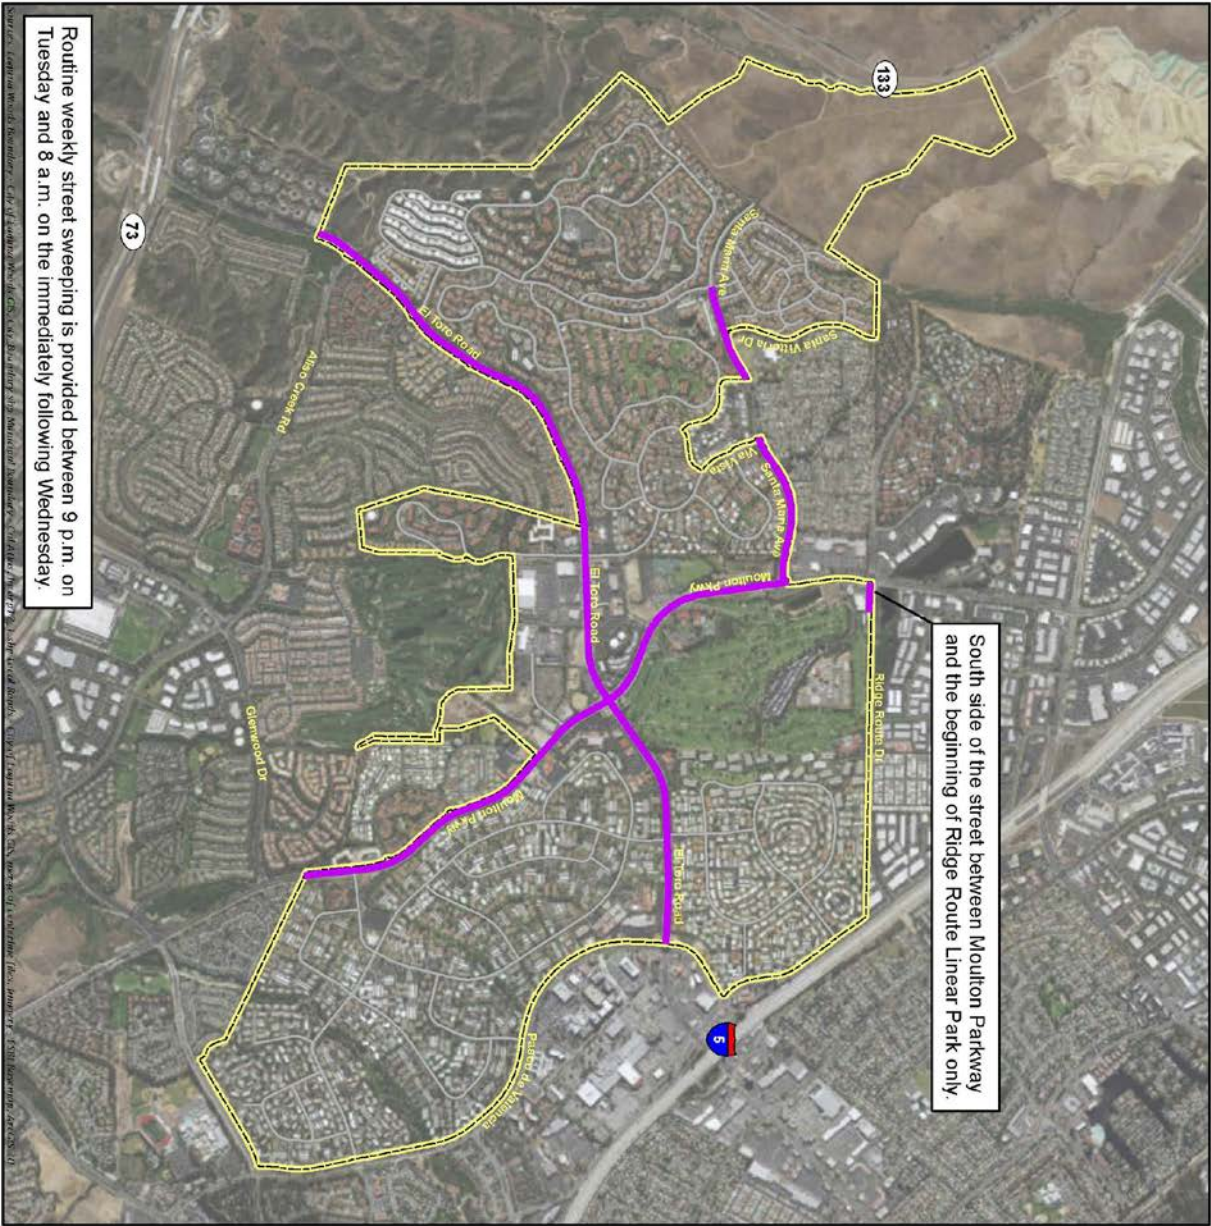 South side of the street between Moulton Parkway
and the beginning of Ridge Route Linear Park only.
133
Santa Maria Ave
Santa Vittoria Dr
Via Vista
Santa Maria Ave
Moulton Pkwy
Ridge Route Dr
El Toro Road
El Toro Road
El Toro Road
Moulton Pkwy
Aliso Creek Rd
Glenwood Dr
Paseo de Valencia
5
73
Routine weekly street sweeping is provided between 9 p.m. on
Tuesday and 8 a.m. on the immediately following Wednesday.